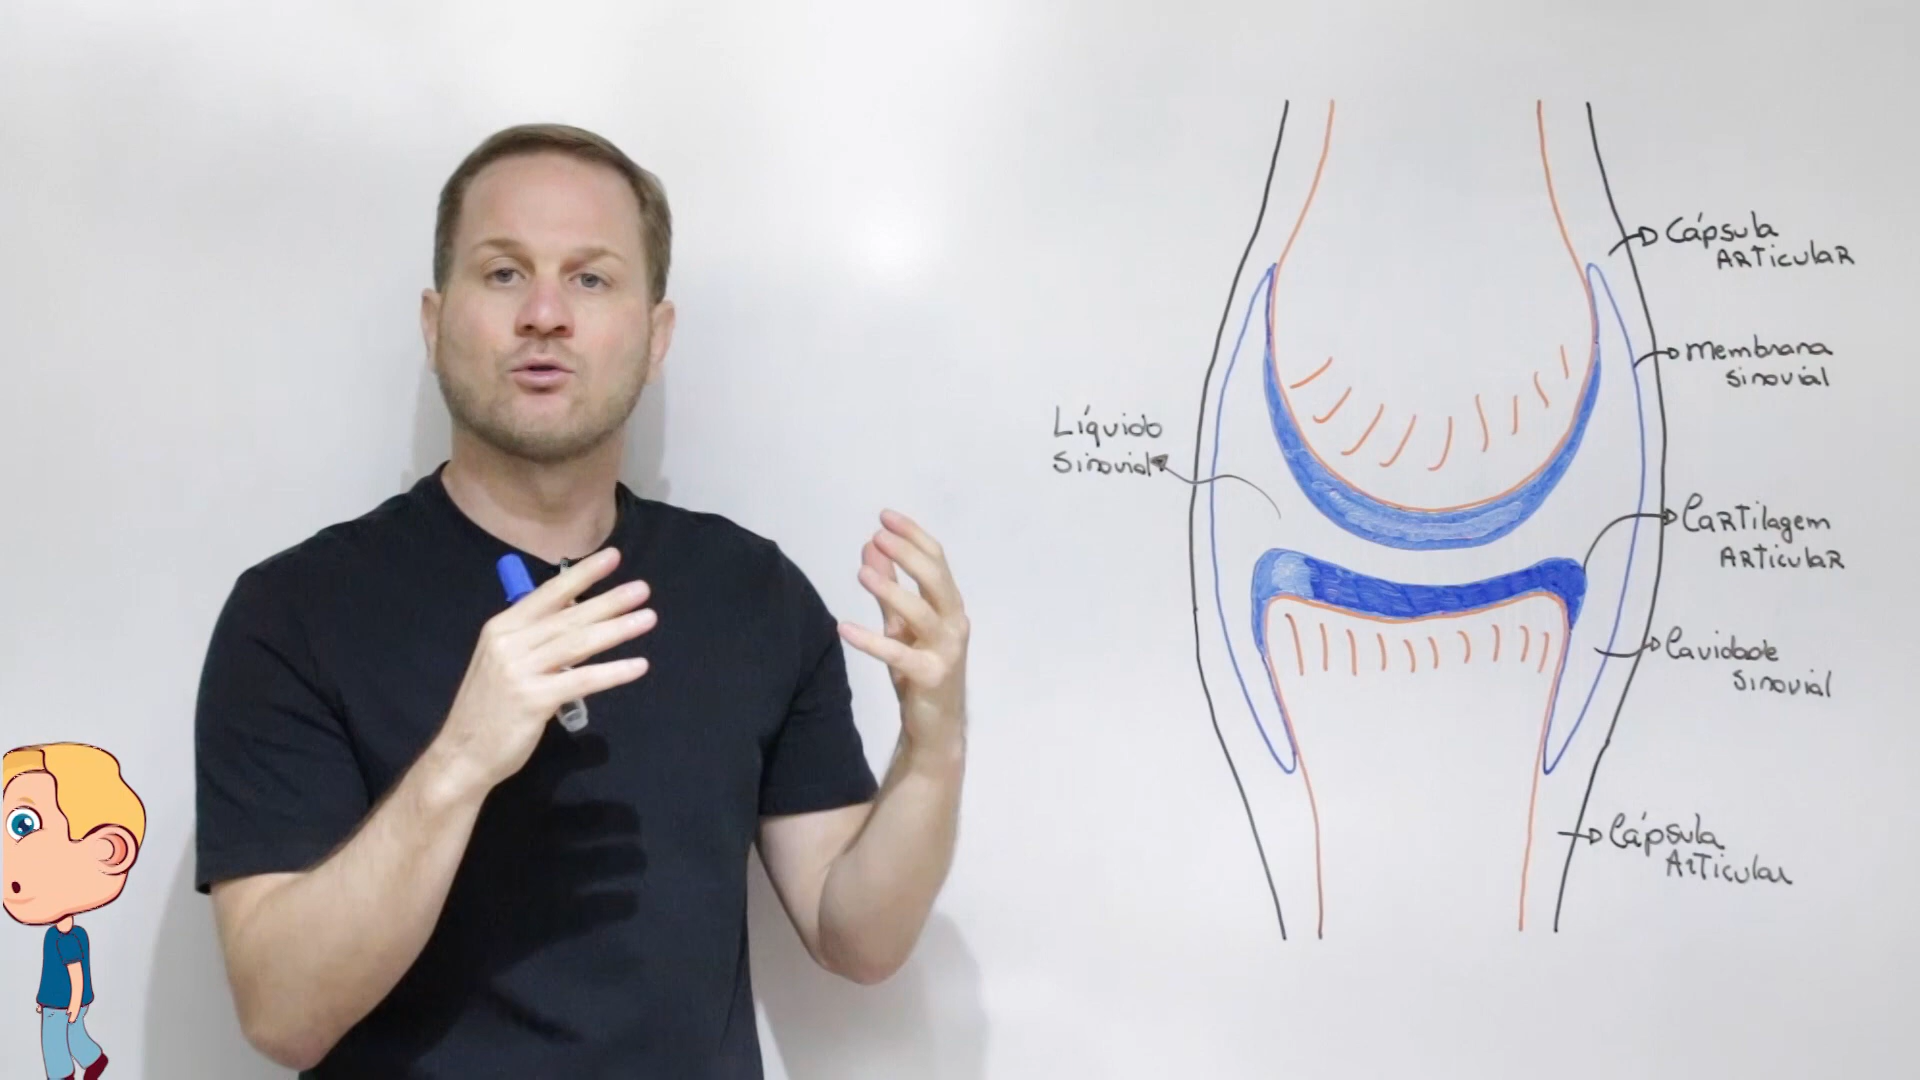 Cápsula
Articular
Membrana
Sinovial
Líquido
Sinovial
Cartilagem
Articular
Cavidade
Sinovial
Cápsula
Articular